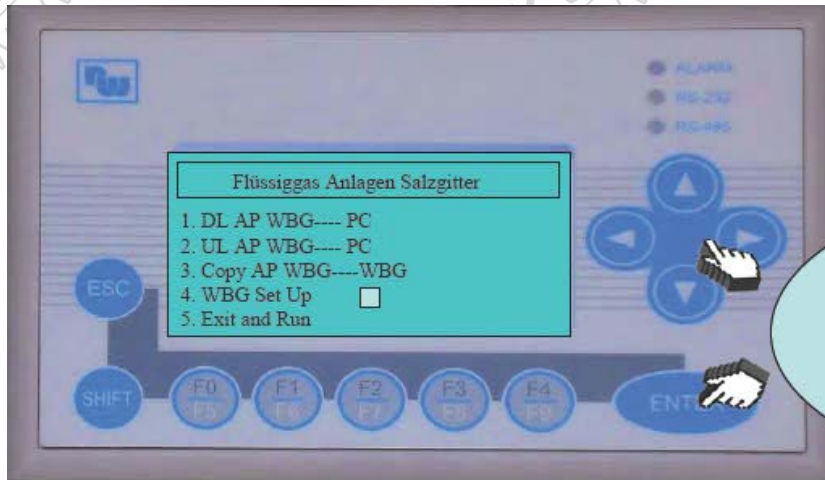 ALARM
RS-232
RS-485
Flüssiggas Anlagen Salzgitter
1. DL AP WBG---- PC
2. UL AP WBG---- PC
3. Copy AP WBG----WBG
4. WBG Set Up
5. Exit and Run
ESC
SHIFT
F0 F1 F2 F3 F4
F5 F6 F7 F8 F9
ENTER